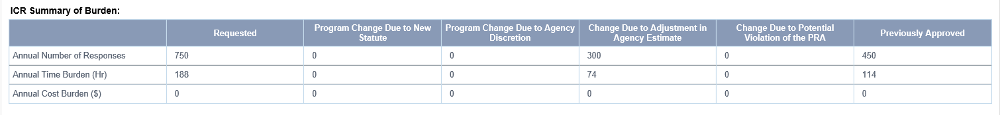 ICR Summary of Burden:
Requested Program Change Due to New Statute Program Change Due to Agency Discretion Change Due to Adjustment in Agency Estimate Change Due to Potential Violation of the PRA Previously Approved
Annual Number of Responses 750 0 0 300 0 450
Annual Time Burden (Hr) 188 0 0 74 0 114
Annual Cost Burden ($) 0 0 0 0 0 0